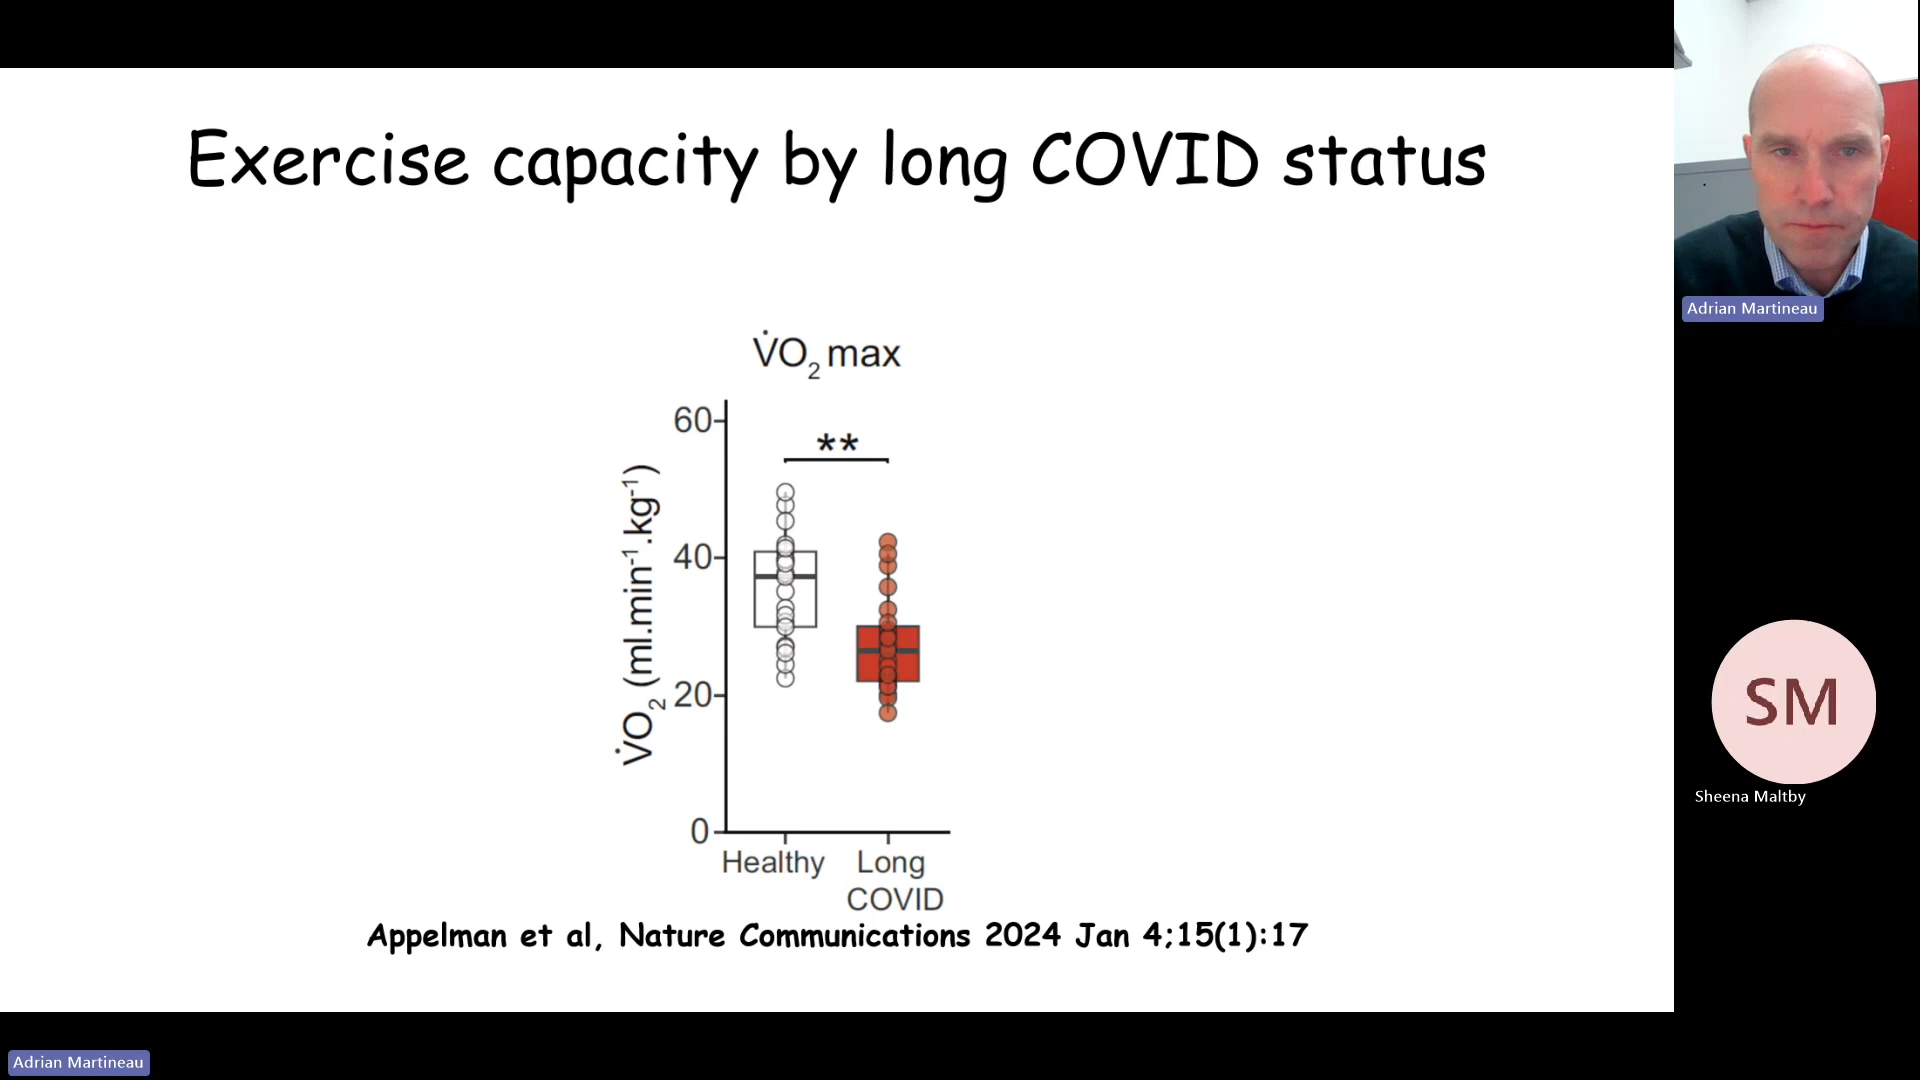 Exercise capacity by long COVID status
V̇O₂ max
**
V̇O₂ (ml.min⁻¹.kg⁻¹)
60
40
20
0
Healthy
Long
COVID
Appelman et al, Nature Communications 2024 Jan 4;15(1):17
Adrian Martineau
SM
Sheena Maltby
Adrian Martineau